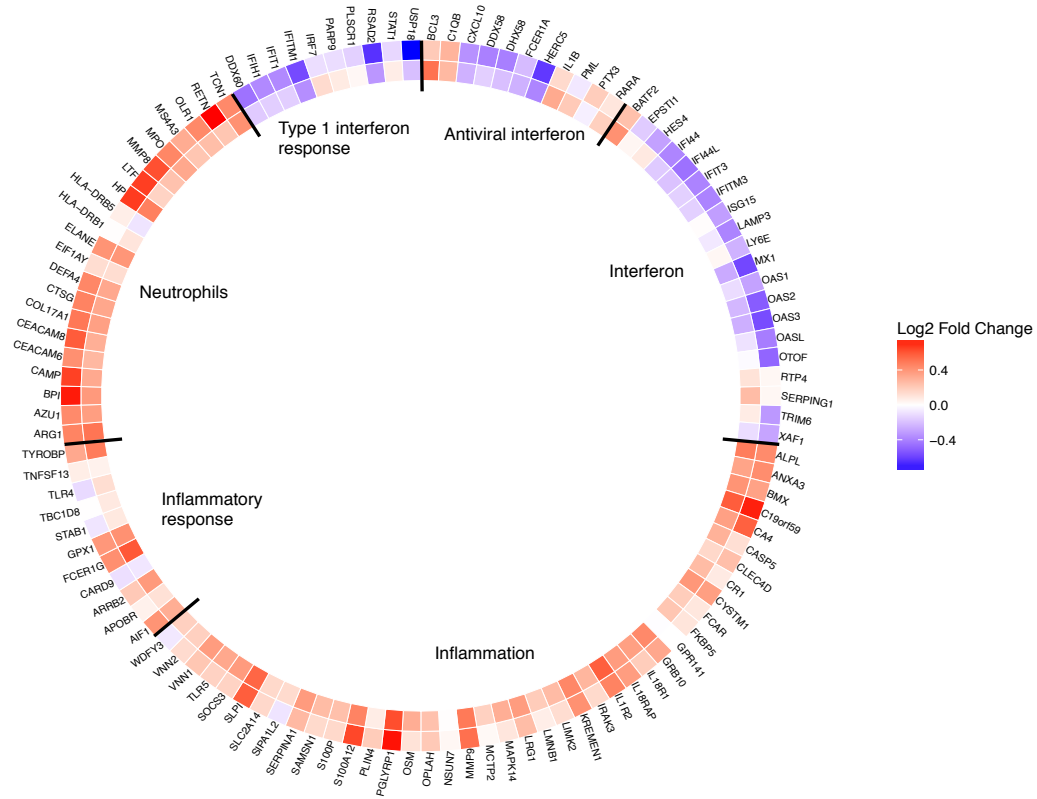 BCL3
C1QB
CXCL10
DDX58
DHX58
FCER1A
HERC5
IL1B
PML
PTX3
RARA
BATF2
EPSTI1
HES4
IFI44
IFI44L
IFIT3
IFITM3
ISG15
LAMP3
LY6E
MX1
OAS1
OAS2
OAS3
OASL
OTOF
RTP4
SERPING1
TRIM6
XAF1
ALPL
ANXA3
BMX
C19orf59
CA4
CASP5
CLEC4D
CR1
CYSTM1
FCAR
FKBP5
GPR141
GRB10
IL18R1
IL18RAP
IL1R2
IRAK3
KREMEN1
LIMK2
LMNB1
LRG1
MAPK14
MCTP2
MMP9
NSUN7
OPLAH
OSM
PGLYRP1
PLIN4
S100A12
S100P
SAMSN1
SERPINA1
SIPA1L2
SLC2A14
SLPI
SOCS3
TLR5
VNN1
VNN2
WDFY3
AIF1
APOBR
ARRB2
CARD9
FCER1G
GPX1
STAB1
TBC1D8
TLR4
TNFSF13
TYROBP
ARG1
AZU1
BPI
CAMP
CEACAM6
CEACAM8
COL17A1
CTSG
DEFA4
EIF1AY
ELANE
HLA−DRB1
HLA−DRB5
HP
LTF
MMP8
MPO
MS4A3
OLR1
RETN
TCN1
DDX60
IFIH1
IFIT1
IFITM1
IRF7
PARP9
PLSCR1
RSAD2
STAT1
USP18
Type 1 interferon
response
Antiviral interferon
Interferon
Neutrophils
Inflammatory
response
Inflammation
Log2 Fold Change
0.4
0.0
−0.4